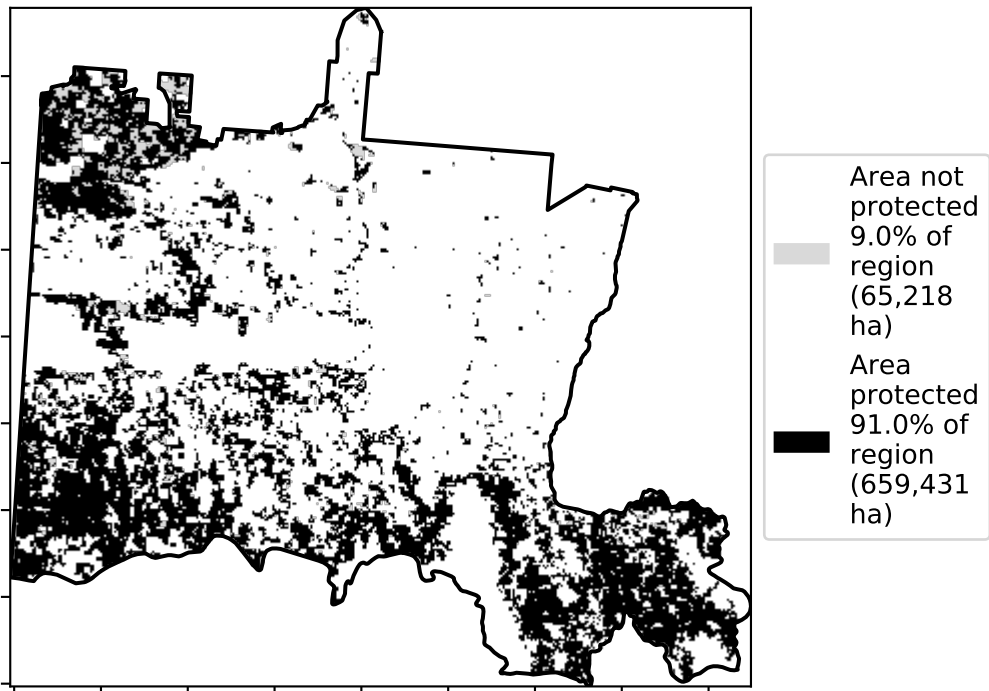 Area not
protected
9.0% of
region
(65,218
ha)
Area
protected
91.0% of
region
(659,431
ha)